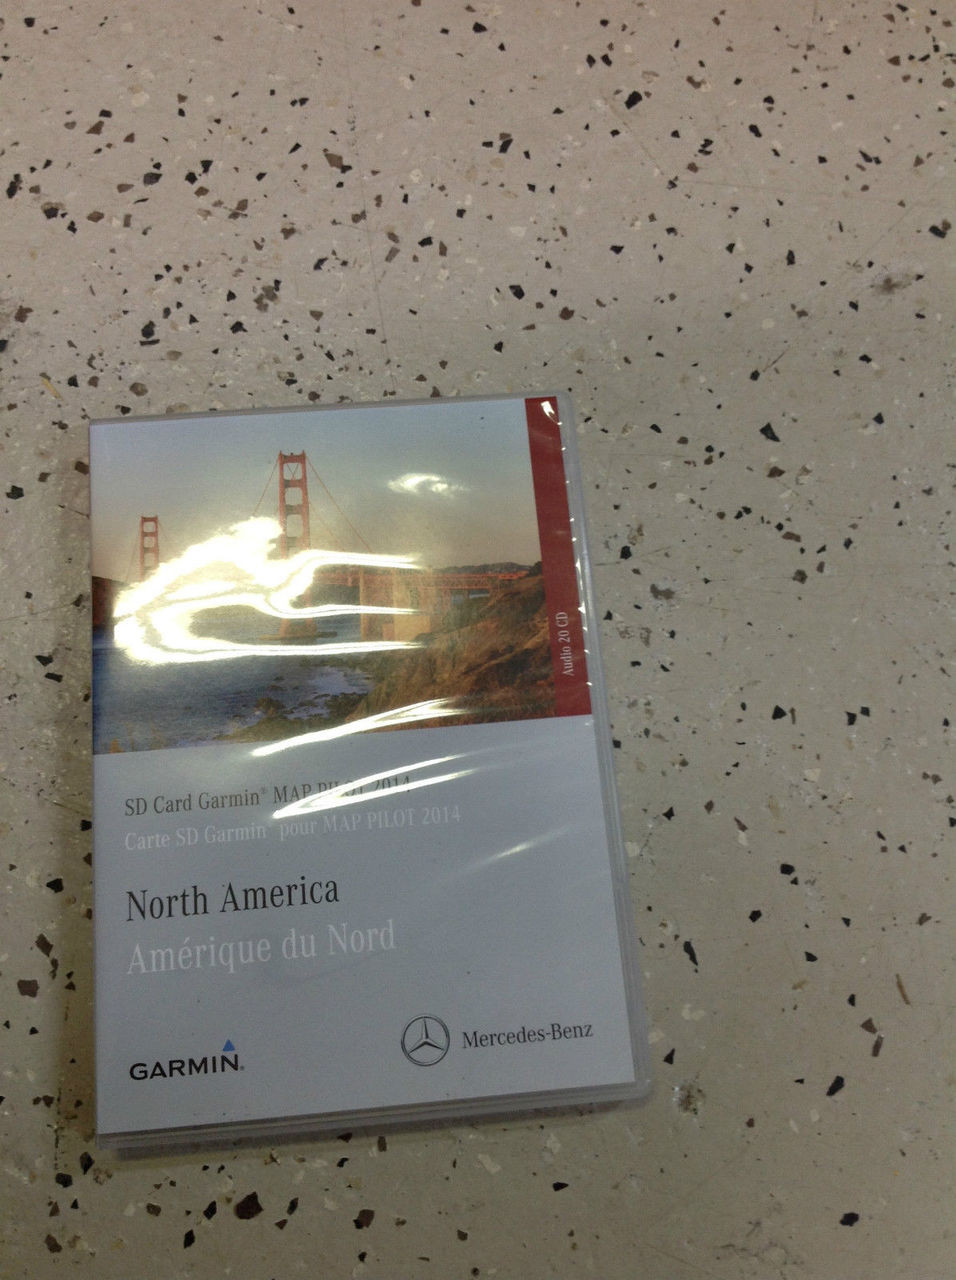 Audio 20 CD
SD Card Garmin® MAP PILOT 2014
Carte SD Garmin® pour MAP PILOT 2014
North America
Amérique du Nord
GARMIN®
Mercedes-Benz